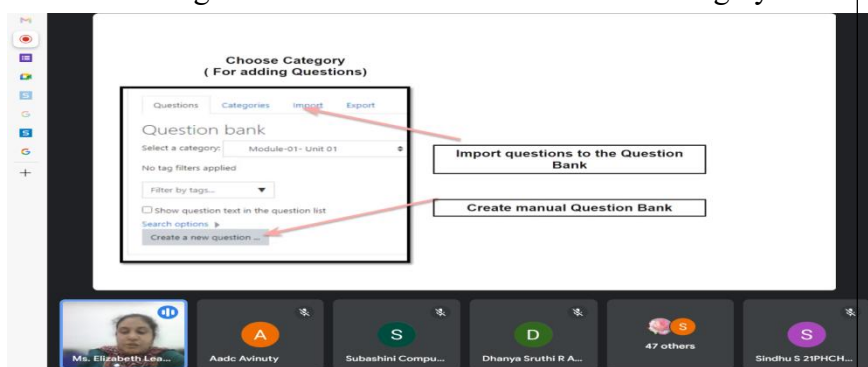 Choose Category
( For adding Questions)
Questions Categories Import Export
Question bank
Select a category: Module-01- Unit 01
No tag filters applied
Filter by tags...
Show question text in the question list
Search options
Create a new question ...
Import questions to the Question
Bank
Create manual Question Bank
Ms. Elizabeth Lea...
A
Aadc Avinuty
S
Subashini Compu...
D
Dhanya Sruthi R A...
S
47 others
S
Sindhu S 21PHCH...